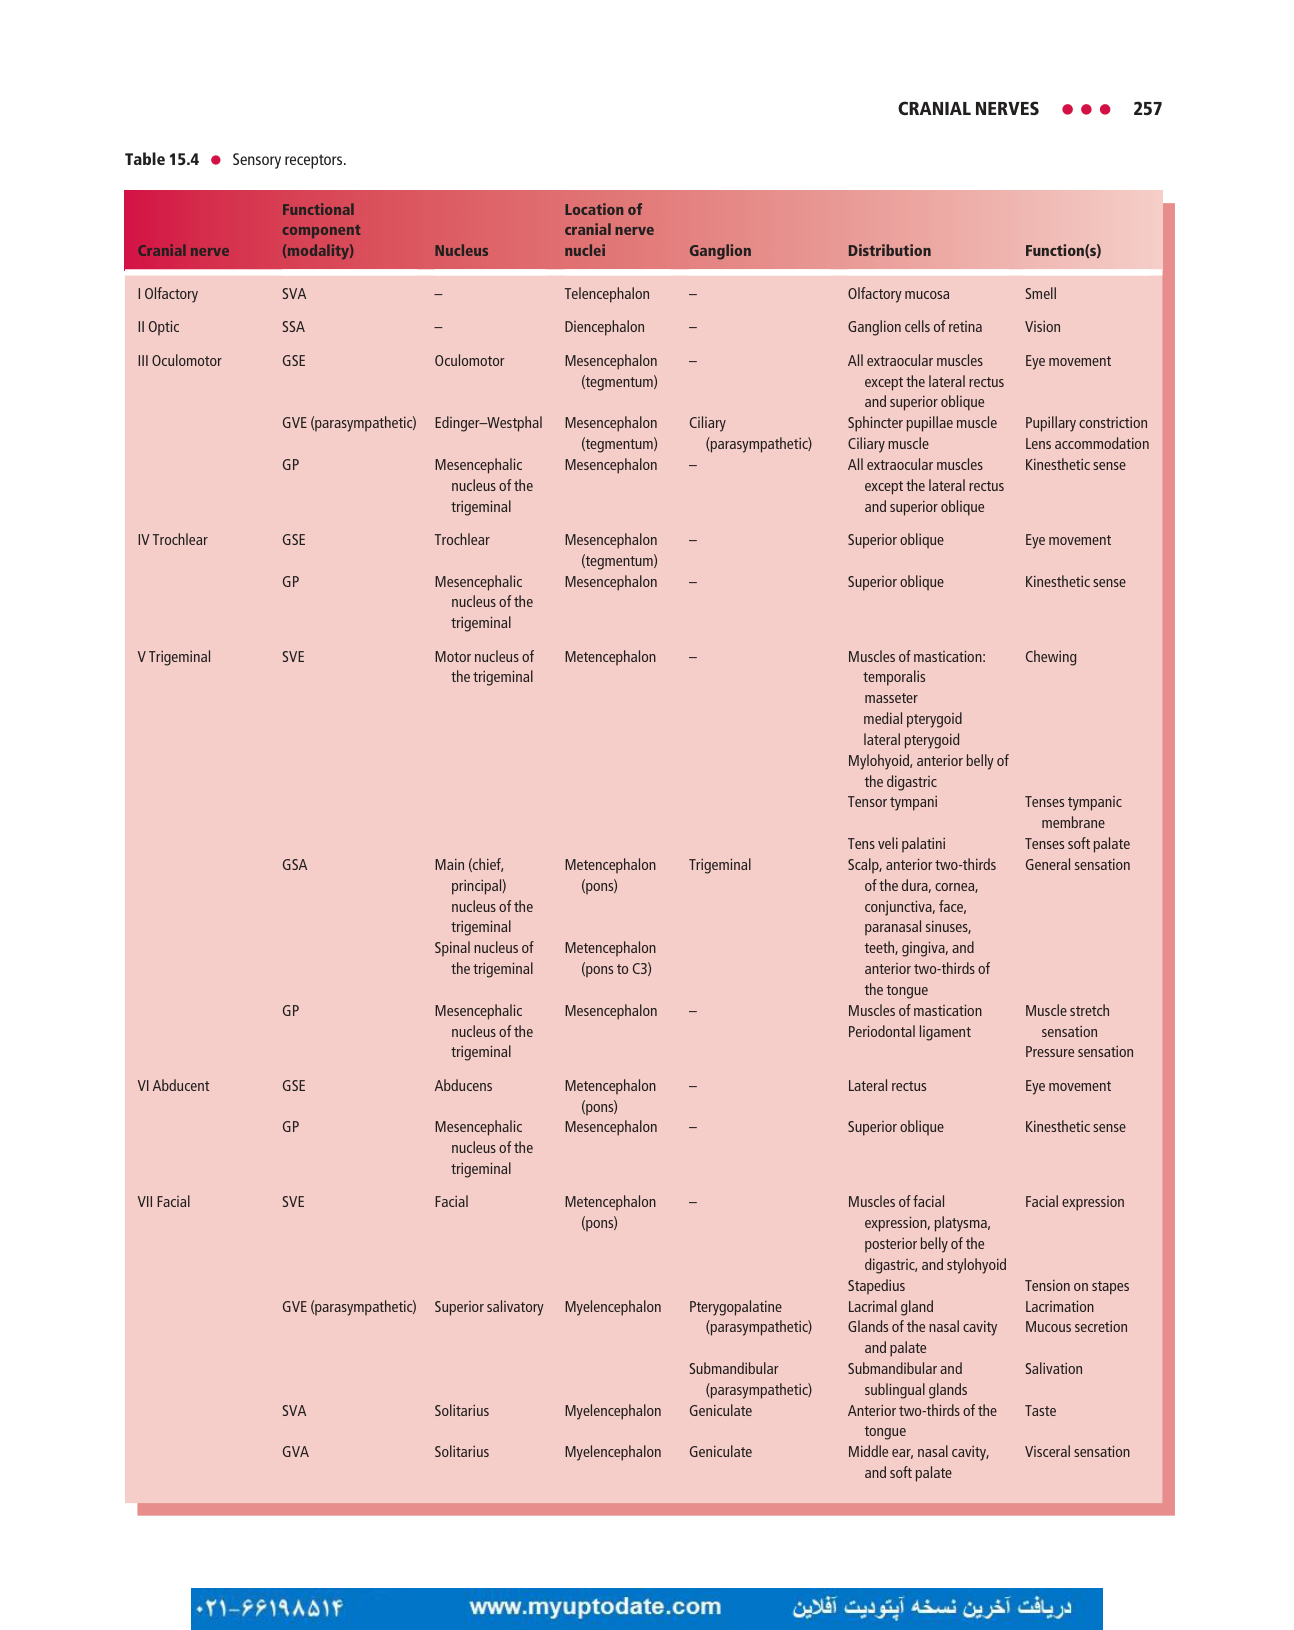 CRANIAL NERVES ● ● ● 257
Table 15.4 ● Sensory receptors.
Functional Location of
component cranial nerve
Cranial nerve (modality) Nucleus nuclei Ganglion Distribution Function(s)
I Olfactory SVA – Telencephalon – Olfactory mucosa Smell
II Optic SSA – Diencephalon – Ganglion cells of retina Vision
III Oculomotor GSE Oculomotor Mesencephalon – All extraocular muscles Eye movement
(tegmentum) except the lateral rectus
and superior oblique
GVE (parasympathetic) Edinger–Westphal Mesencephalon Ciliary Sphincter pupillae muscle Pupillary constriction
(tegmentum) (parasympathetic) Ciliary muscle Lens accommodation
GP Mesencephalic Mesencephalon – All extraocular muscles Kinesthetic sense
nucleus of the except the lateral rectus
trigeminal and superior oblique
IV Trochlear GSE Trochlear Mesencephalon – Superior oblique Eye movement
(tegmentum)
GP Mesencephalic Mesencephalon – Superior oblique Kinesthetic sense
nucleus of the
trigeminal
V Trigeminal SVE Motor nucleus of Metencephalon – Muscles of mastication: Chewing
the trigeminal temporalis
masseter
medial pterygoid
lateral pterygoid
Mylohyoid, anterior belly of
the digastric
Tensor tympani Tenses tympanic
membrane
Tens veli palatini Tenses soft palate
GSA Main (chief, Metencephalon Trigeminal Scalp, anterior two-thirds General sensation
principal) (pons) of the dura, cornea,
nucleus of the conjunctiva, face,
trigeminal paranasal sinuses,
Spinal nucleus of Metencephalon teeth, gingiva, and
the trigeminal (pons to C3) anterior two-thirds of
the tongue
GP Mesencephalic Mesencephalon – Muscles of mastication Muscle stretch
nucleus of the Periodontal ligament sensation
trigeminal Pressure sensation
VI Abducent GSE Abducens Metencephalon – Lateral rectus Eye movement
(pons)
GP Mesencephalic Mesencephalon – Superior oblique Kinesthetic sense
nucleus of the
trigeminal
VII Facial SVE Facial Metencephalon – Muscles of facial Facial expression
(pons) expression, platysma,
posterior belly of the
digastric, and stylohyoid
Stapedius Tension on stapes
GVE (parasympathetic) Superior salivatory Myelencephalon Pterygopalatine Lacrimal gland Lacrimation
(parasympathetic) Glands of the nasal cavity Mucous secretion
and palate
Submandibular Submandibular and Salivation
(parasympathetic) sublingual glands
SVA Solitarius Myelencephalon Geniculate Anterior two-thirds of the Taste
tongue
GVA Solitarius Myelencephalon Geniculate Middle ear, nasal cavity, Visceral sensation
and soft palate
۰۲۱-۶۶۱۹۸۵۱۴ www.myuptodate.com دریافت آخرین نسخه آپتودیت آفلاین